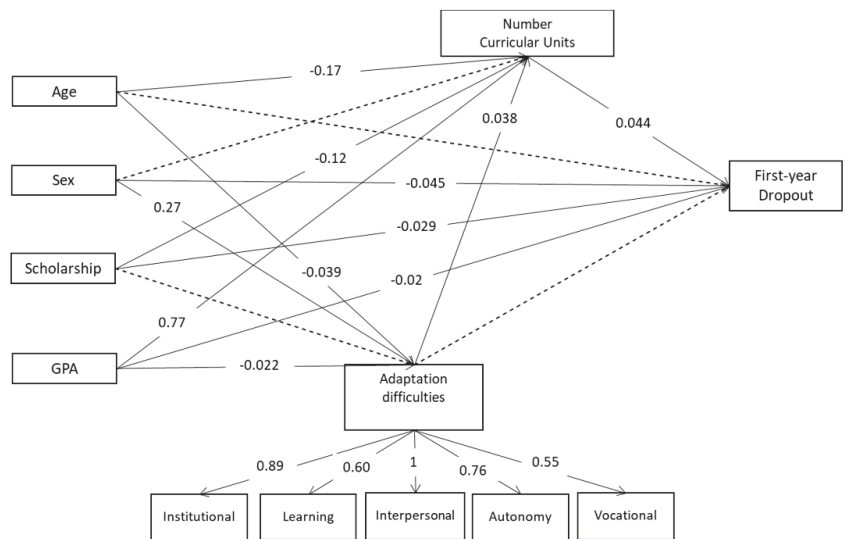 Number
Curricular Units
-0.17
Age
0.038
0.044
-0.12
Sex
-0.045
First-year
Dropout
0.27
-0.029
Scholarship
-0.039
-0.02
0.77
GPA
-0.022
Adaptation
difficulties
0.89
0.60
1
0.76
0.55
Institutional
Learning
Interpersonal
Autonomy
Vocational